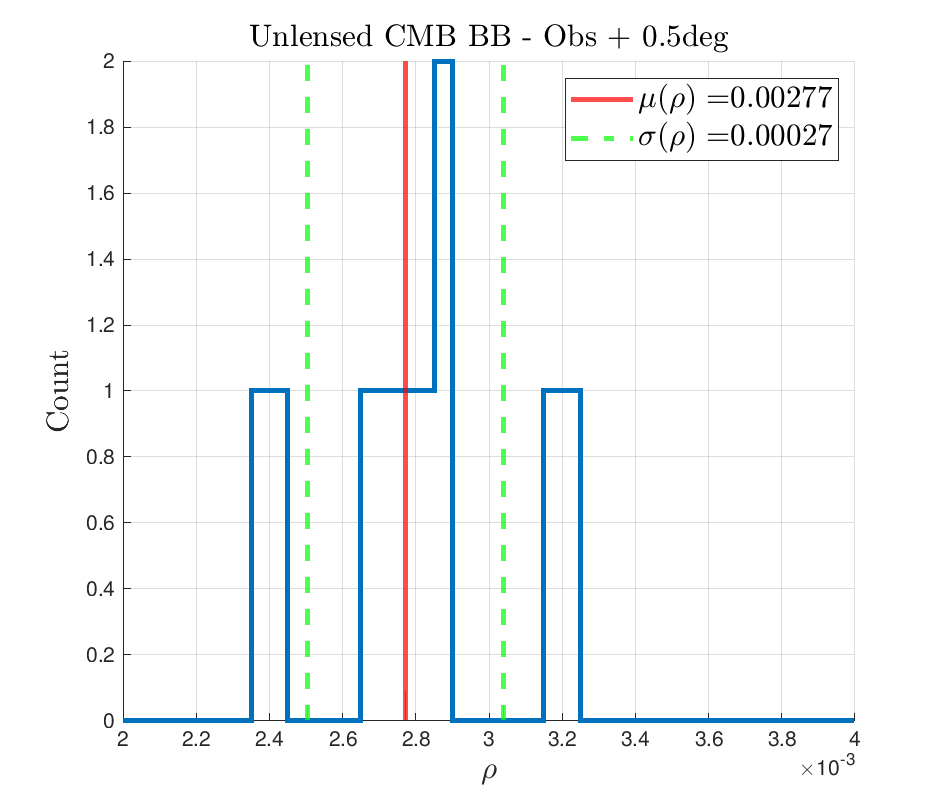 Unlensed CMB BB - Obs + 0.5deg
μ(ρ) =0.00277
σ(ρ) =0.00027
Count
2
1.8
1.6
1.4
1.2
1
0.8
0.6
0.4
0.2
0
2 2.2 2.4 2.6 2.8 3 3.2 3.4 3.6 3.8 4
×10⁻³
ρ